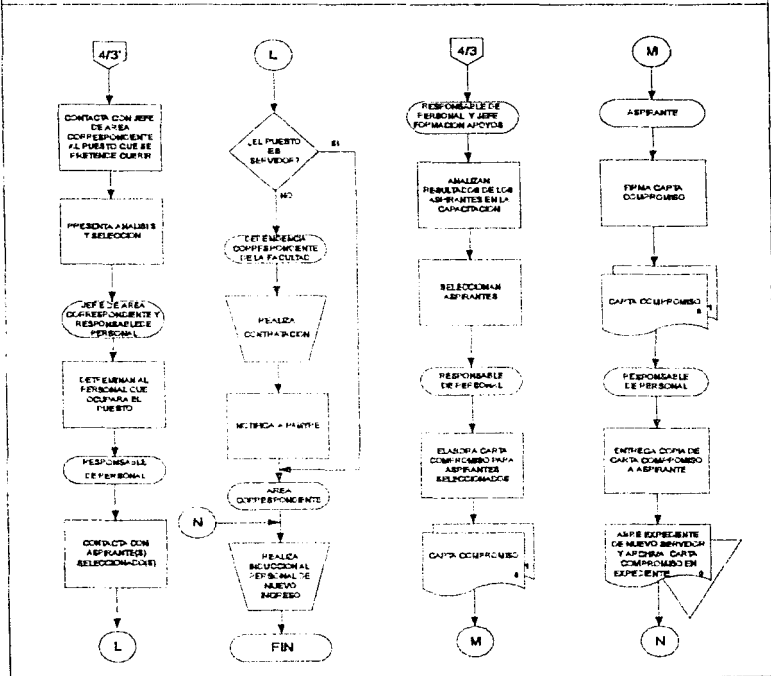 4/3'
CONTACTA CON JEFE
DE AREA
CORRESPONDIENTE
AL PUESTO QUE SE
PRETENDE CUBRIR
PRESENTA ANALISIS
Y SELECCION
JEFE DE AREA
CORRESPONDIENTE Y
RESPONSABLE DE
PERSONAL
DETERMINAN AL
PERSONAL QUE
OCUPARA EL
PUESTO
RESPONSABLE
DE PERSONAL
CONTACTA CON
ASPIRANTE(S)
SELECCIONADO(S)
L
L
¿EL PUESTO
ES
SERVIDOR?
SI
NO
DEPENDENCIA
CORRESPONDIENTE
DE LA FACULTAD
REALIZA
CONTRATACION
NOTIFICA A
AREA
CORRESPONDIENTE
N
REALIZA
INDUCCION AL
PERSONAL DE
NUEVO
INGRESO
FIN
4/3
RESPONSABLE DE
PERSONAL Y JEFE
FORMACION APOYOS
ANALIZAN
RESULTADOS DE LOS
ASPIRANTES EN LA
CAPACITACION
SELECCIONAN
ASPIRANTES
RESPONSABLE
DE PERSONAL
ELABORA CARTA
COMPROMISO PARA
ASPIRANTES
SELECCIONADOS
CARTA COMPROMISO
M
M
ASPIRANTE
FIRMA CARTA
COMPROMISO
CARTA COMPROMISO
RESPONSABLE
DE PERSONAL
ENTREGA COPIA DE
CARTA COMPROMISO
A ASPIRANTE
ABRE EXPEDIENTE
DE NUEVO SERVIDOR
Y ARCHIVA CARTA
COMPROMISO EN
EXPEDIENTE
N